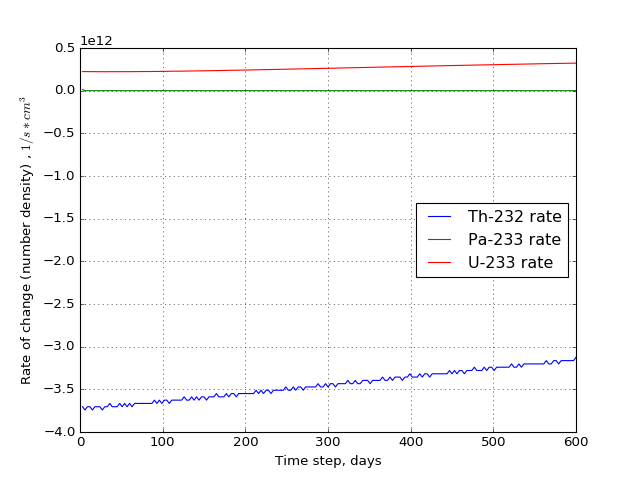 1e12
0.5
0.0
−0.5
−1.0
−1.5
−2.0
−2.5
−3.0
−3.5
−4.0
Rate of change (number density) , 1/s * cm³
Th-232 rate
Pa-233 rate
U-233 rate
0 100 200 300 400 500 600
Time step, days